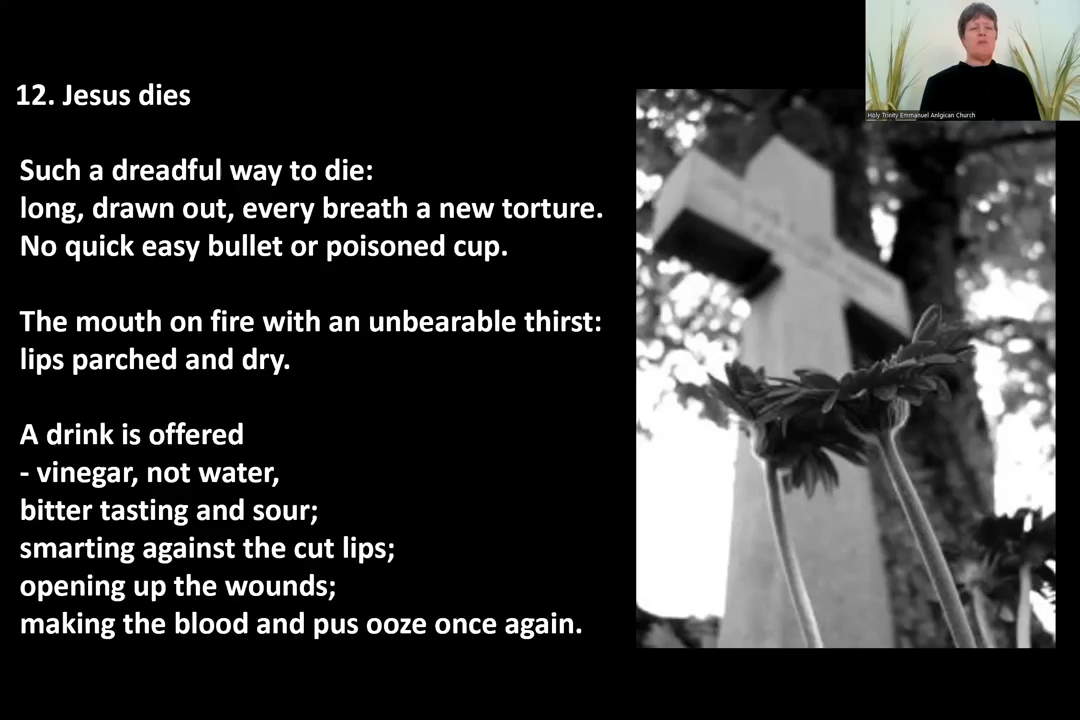 12. Jesus dies
Such a dreadful way to die:
long, drawn out, every breath a new torture.
No quick easy bullet or poisoned cup.
The mouth on fire with an unbearable thirst:
lips parched and dry.
A drink is offered
- vinegar, not water,
bitter tasting and sour;
smarting against the cut lips;
opening up the wounds;
making the blood and pus ooze once again.
Holy Trinity Emmanuel Anlgican Church